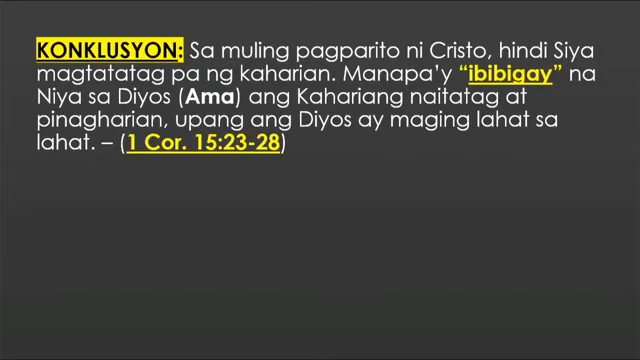 KONKLUSYON: Sa muling pagparito ni Cristo, hindi Siya
magtatatag pa ng kaharian. Manapa'y “ibibigay” na
Niya sa Diyos (Ama) ang Kahariang naitatag at
pinagharian, upang ang Diyos ay maging lahat sa
lahat. – (1 Cor. 15:23-28)